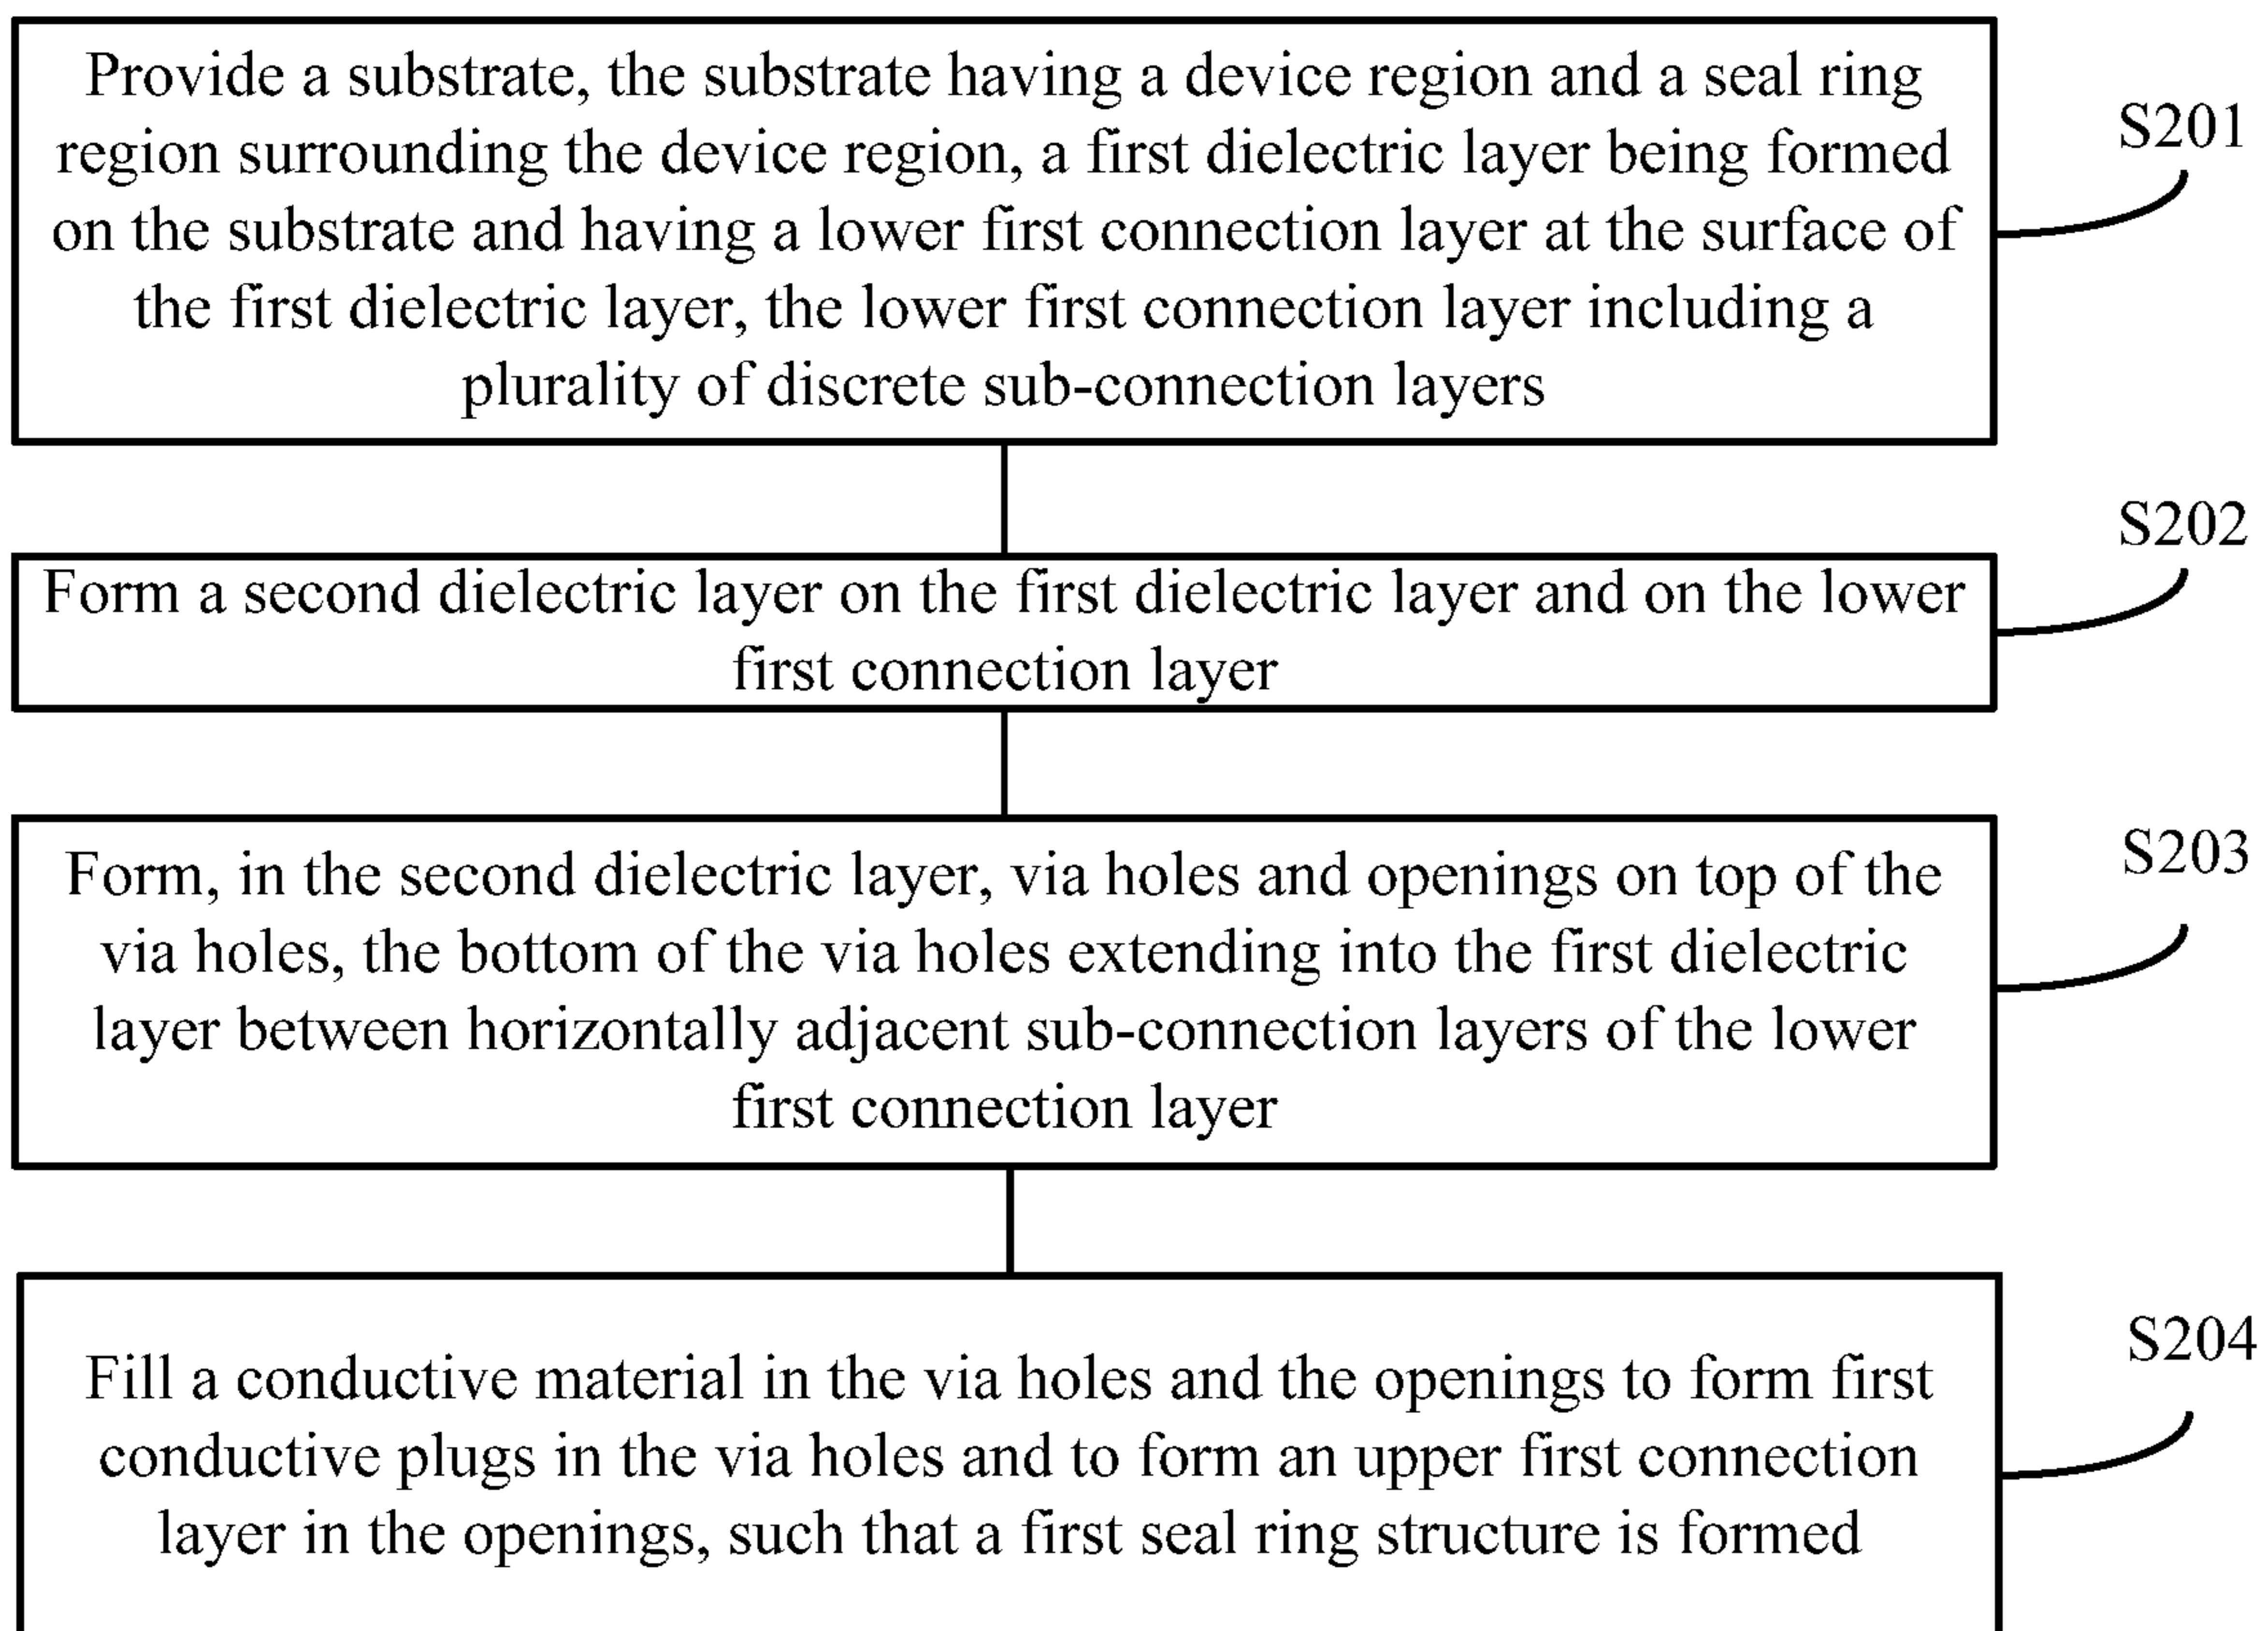 Provide a substrate, the substrate having a device region and a seal ring
region surrounding the device region, a first dielectric layer being formed
on the substrate and having a lower first connection layer at the surface of
the first dielectric layer, the lower first connection layer including a
plurality of discrete sub-connection layers
S201
Form a second dielectric layer on the first dielectric layer and on the lower
first connection layer
S202
Form, in the second dielectric layer, via holes and openings on top of the
via holes, the bottom of the via holes extending into the first dielectric
layer between horizontally adjacent sub-connection layers of the lower
first connection layer
S203
Fill a conductive material in the via holes and the openings to form first
conductive plugs in the via holes and to form an upper first connection
layer in the openings, such that a first seal ring structure is formed
S204